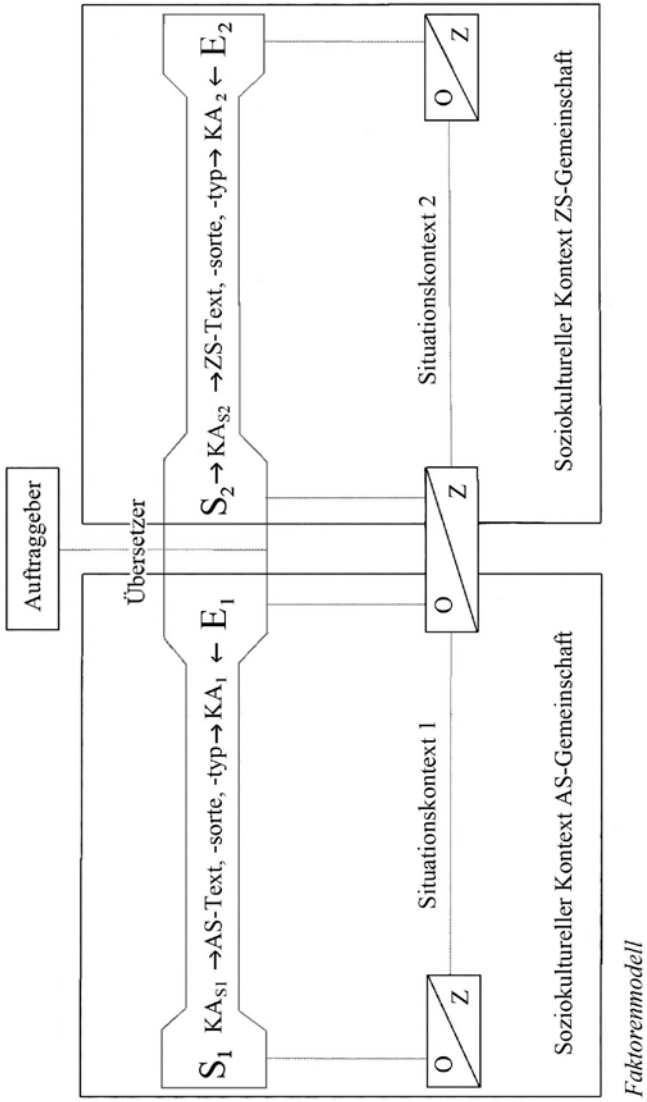 Auftraggeber
Übersetzer
S₁ KA_S1 →AS-Text, -sorte, -typ→KA₁ ← E₁
S₂→KA_S2 →ZS-Text, -sorte, -typ→ KA₂ ← E₂
O Z
Situationskontext 1
O Z
Situationskontext 2
O Z
Soziokultureller Kontext AS-Gemeinschaft
Soziokultureller Kontext ZS-Gemeinschaft
Faktorenmodell